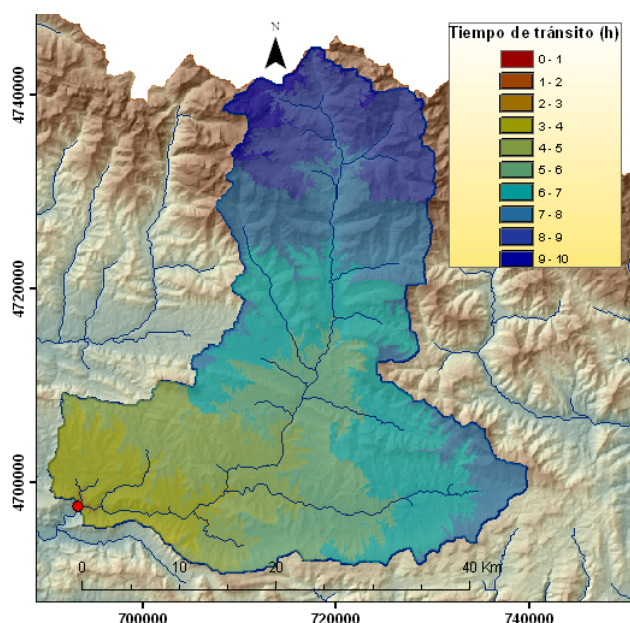 N
Tiempo de tránsito (h)
0 - 1
1 - 2
2 - 3
3 - 4
4 - 5
5 - 6
6 - 7
7 - 8
8 - 9
9 - 10
4740000
4720000
4700000
0 10 20 40 Km
700000 720000 740000